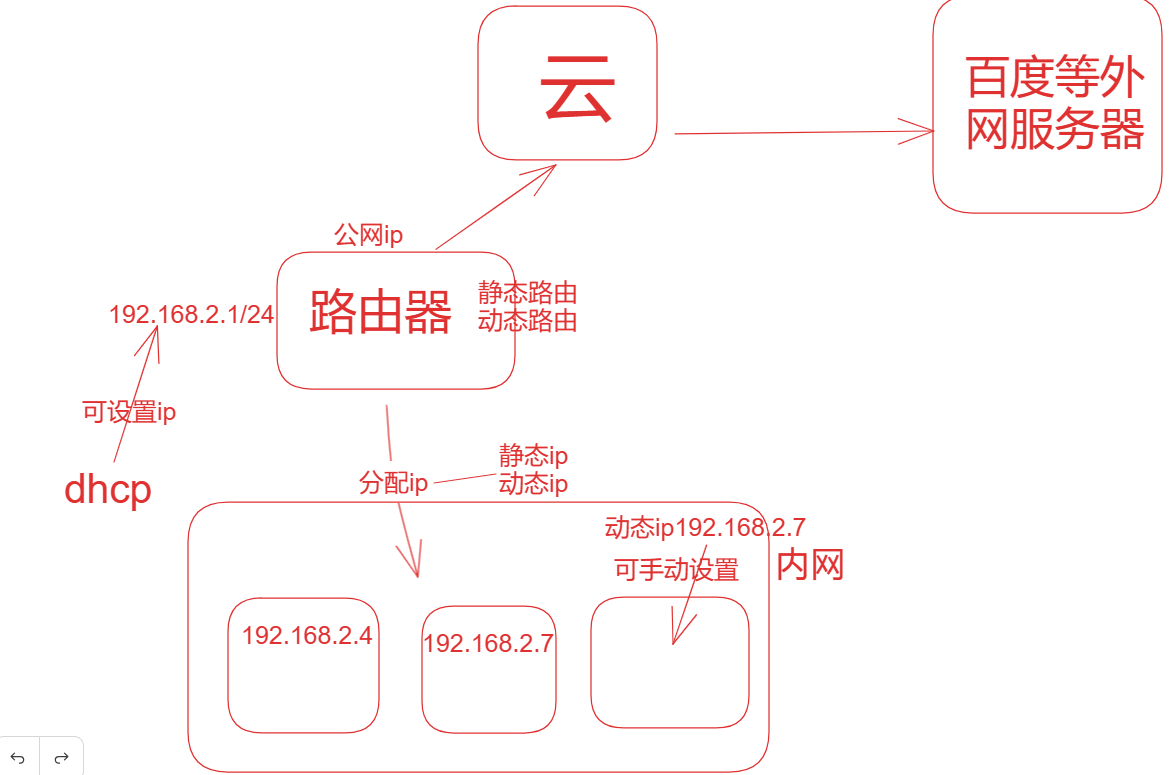 云
百度等外
网服务器
公网ip
192.168.2.1/24
路由器
静态路由
动态路由
可设置ip
dhcp
静态ip
动态ip
分配ip
动态ip192.168.2.7
可手动设置
内网
192.168.2.4
192.168.2.7